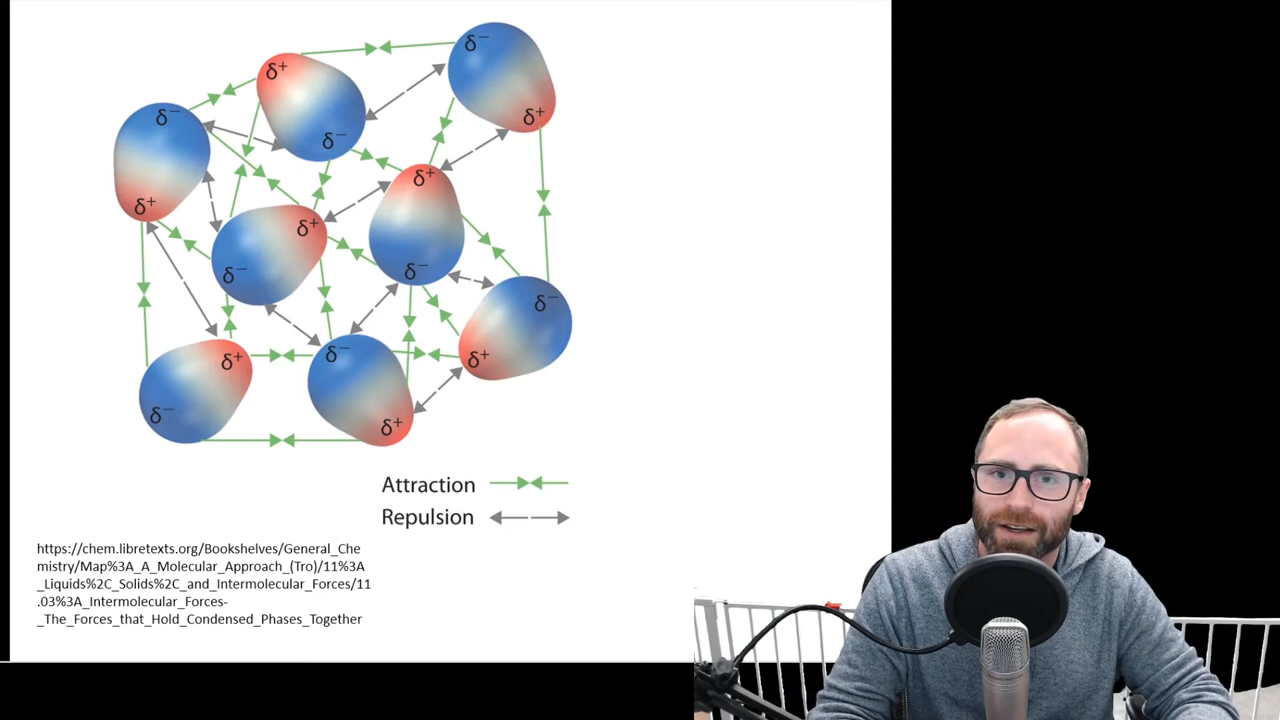 δ−
δ+
δ−
δ−
δ+
δ−
δ+
δ+
δ+
δ−
δ−
δ−
δ−
δ+
δ+
δ−
δ+
Attraction
Repulsion
https://chem.libretexts.org/Bookshelves/General_Che
mistry/Map%3A_A_Molecular_Approach_(Tro)/11%3A
_Liquids%2C_Solids%2C_and_Intermolecular_Forces/11
.03%3A_Intermolecular_Forces-
_The_Forces_that_Hold_Condensed_Phases_Together